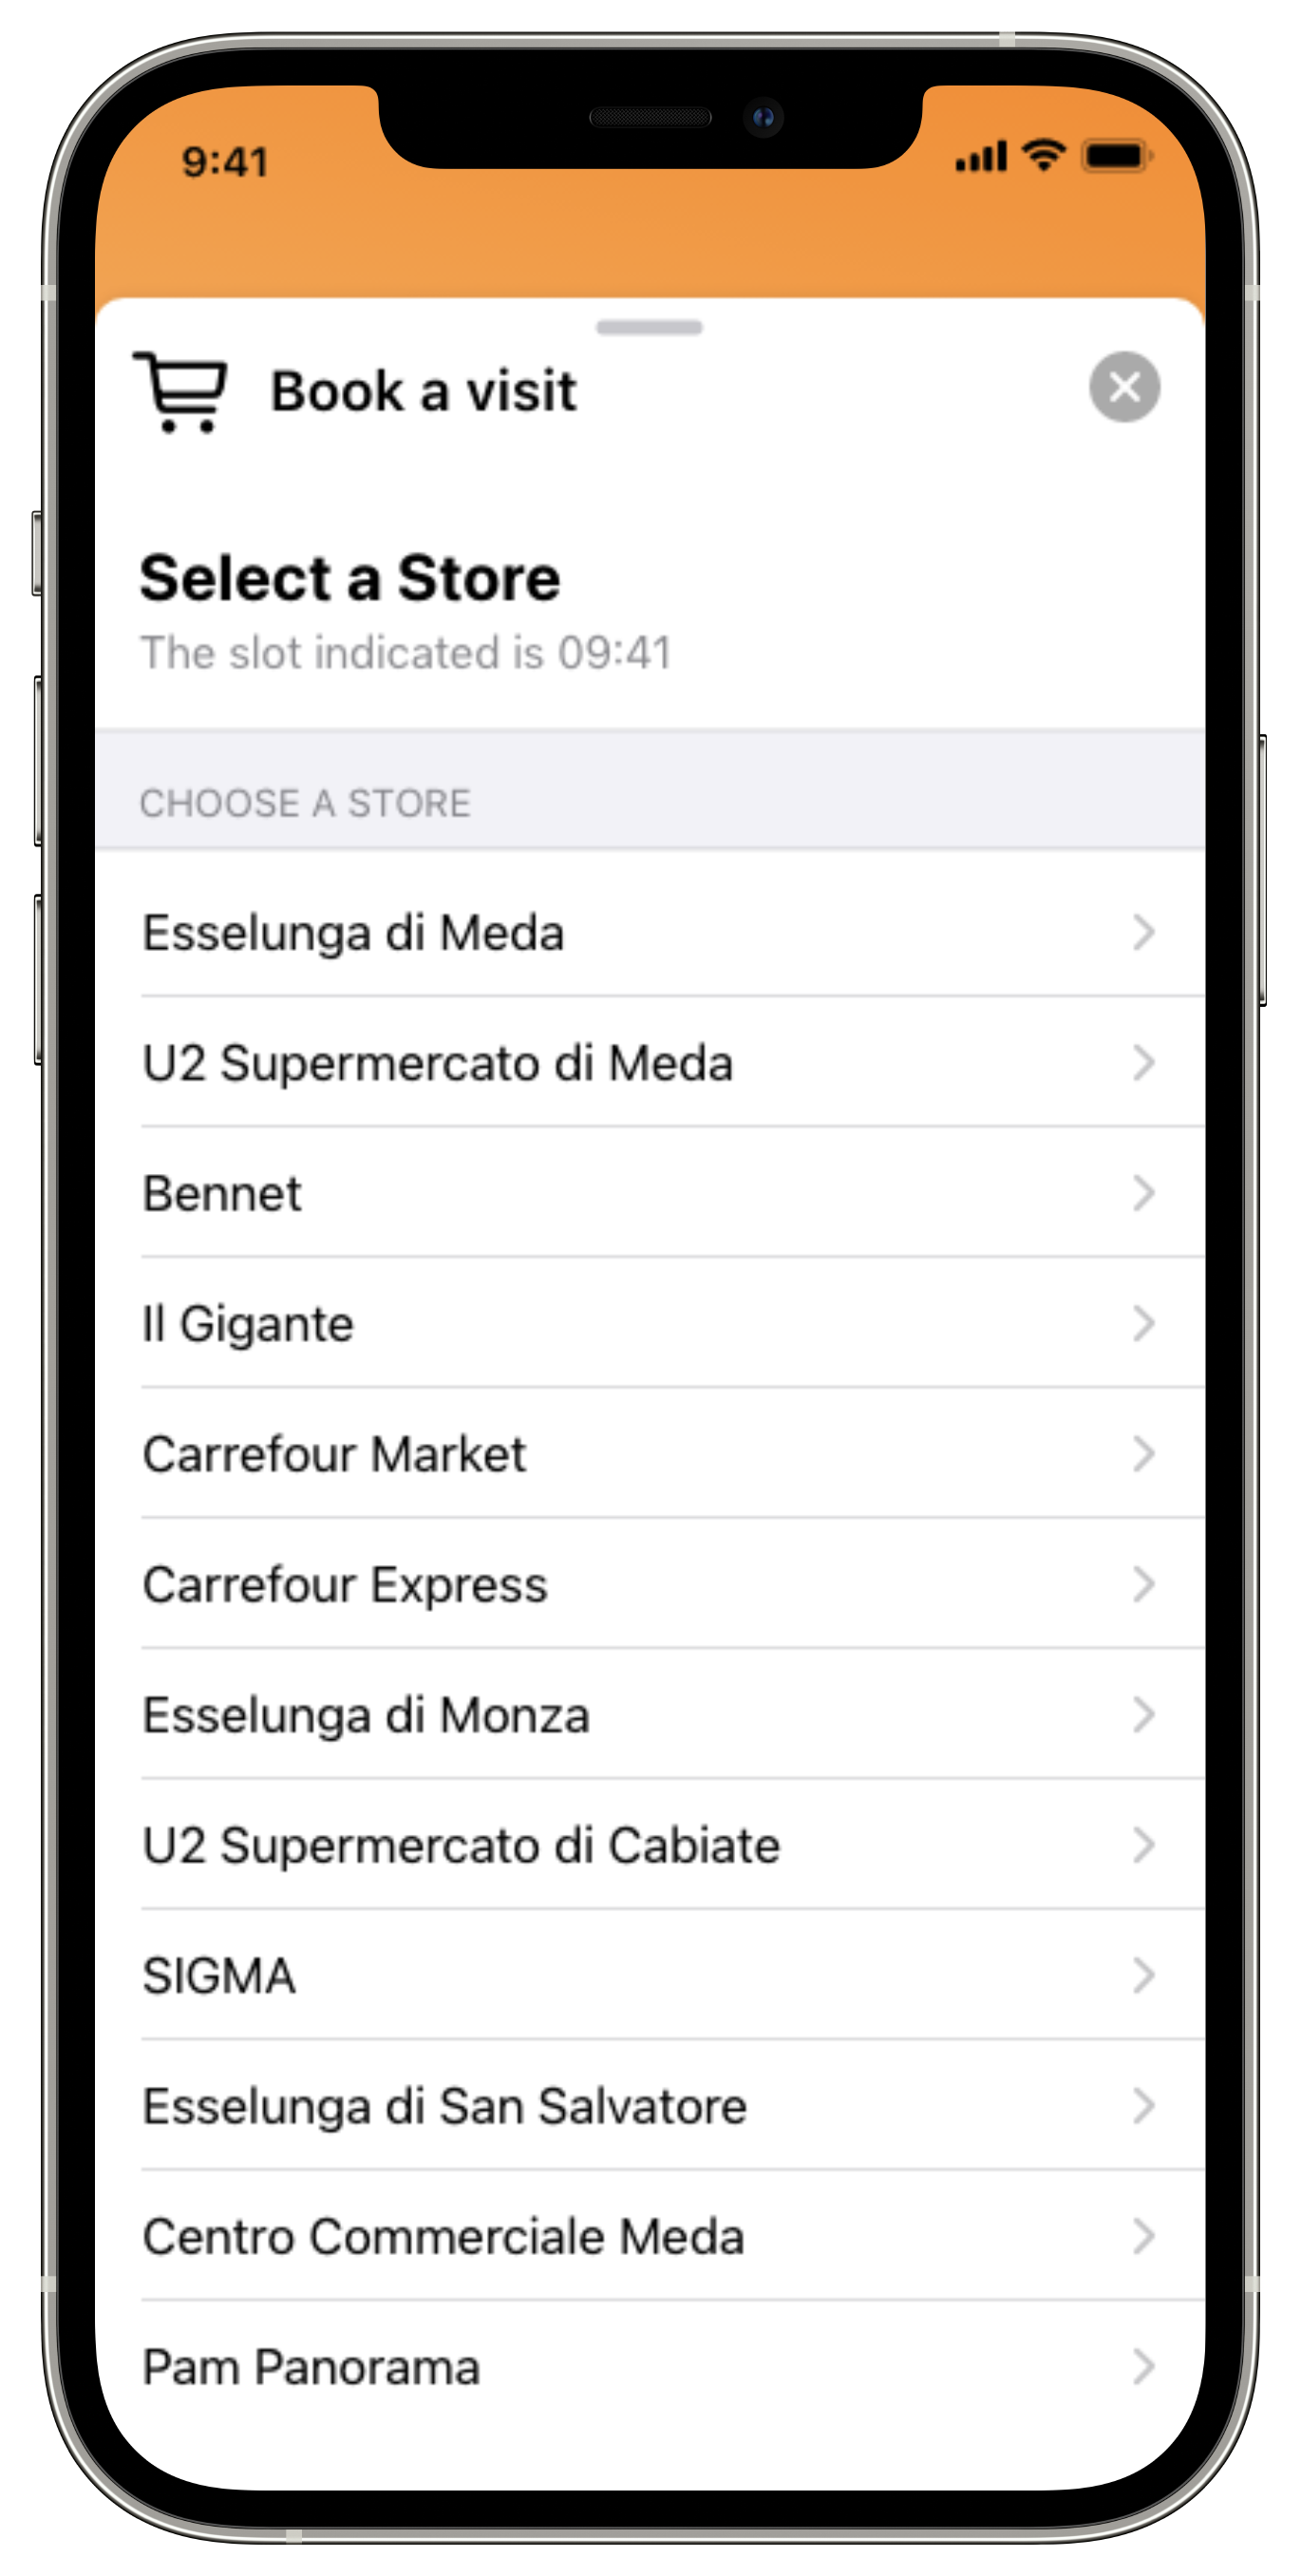 9:41
Book a visit
Select a Store
The slot indicated is 09:41
CHOOSE A STORE
Esselunga di Meda
U2 Supermercato di Meda
Bennet
Il Gigante
Carrefour Market
Carrefour Express
Esselunga di Monza
U2 Supermercato di Cabiate
SIGMA
Esselunga di San Salvatore
Centro Commerciale Meda
Pam Panorama